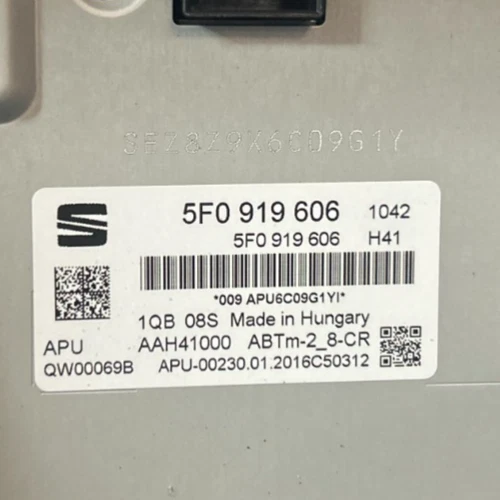 SEZ8Z9X6C09G1Y
5F0 919 606 1042
5F0 919 606 H41
*009 APU6C09G1YI*
1QB 08S Made in Hungary
APU AAH41000 ABTm-2_8-CR
QW00069B APU-00230.01.2016C50312